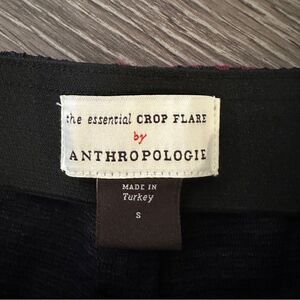 the essential CROP FLARE
by
ANTHROPOLOGIE
MADE IN
Turkey
S